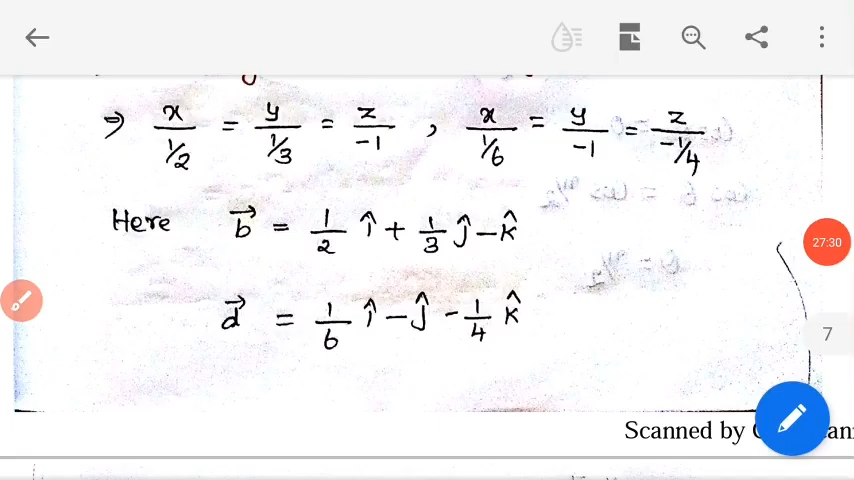 ⇒ x/(1/2) = y/(1/3) = z/-1 , x/(1/6) = y/-1 = z/(-1/4)
Here b⃗ = 1/2 î + 1/3 ĵ - k̂
27:30
d⃗ = 1/6 î - ĵ - 1/4 k̂
7
Scanned by